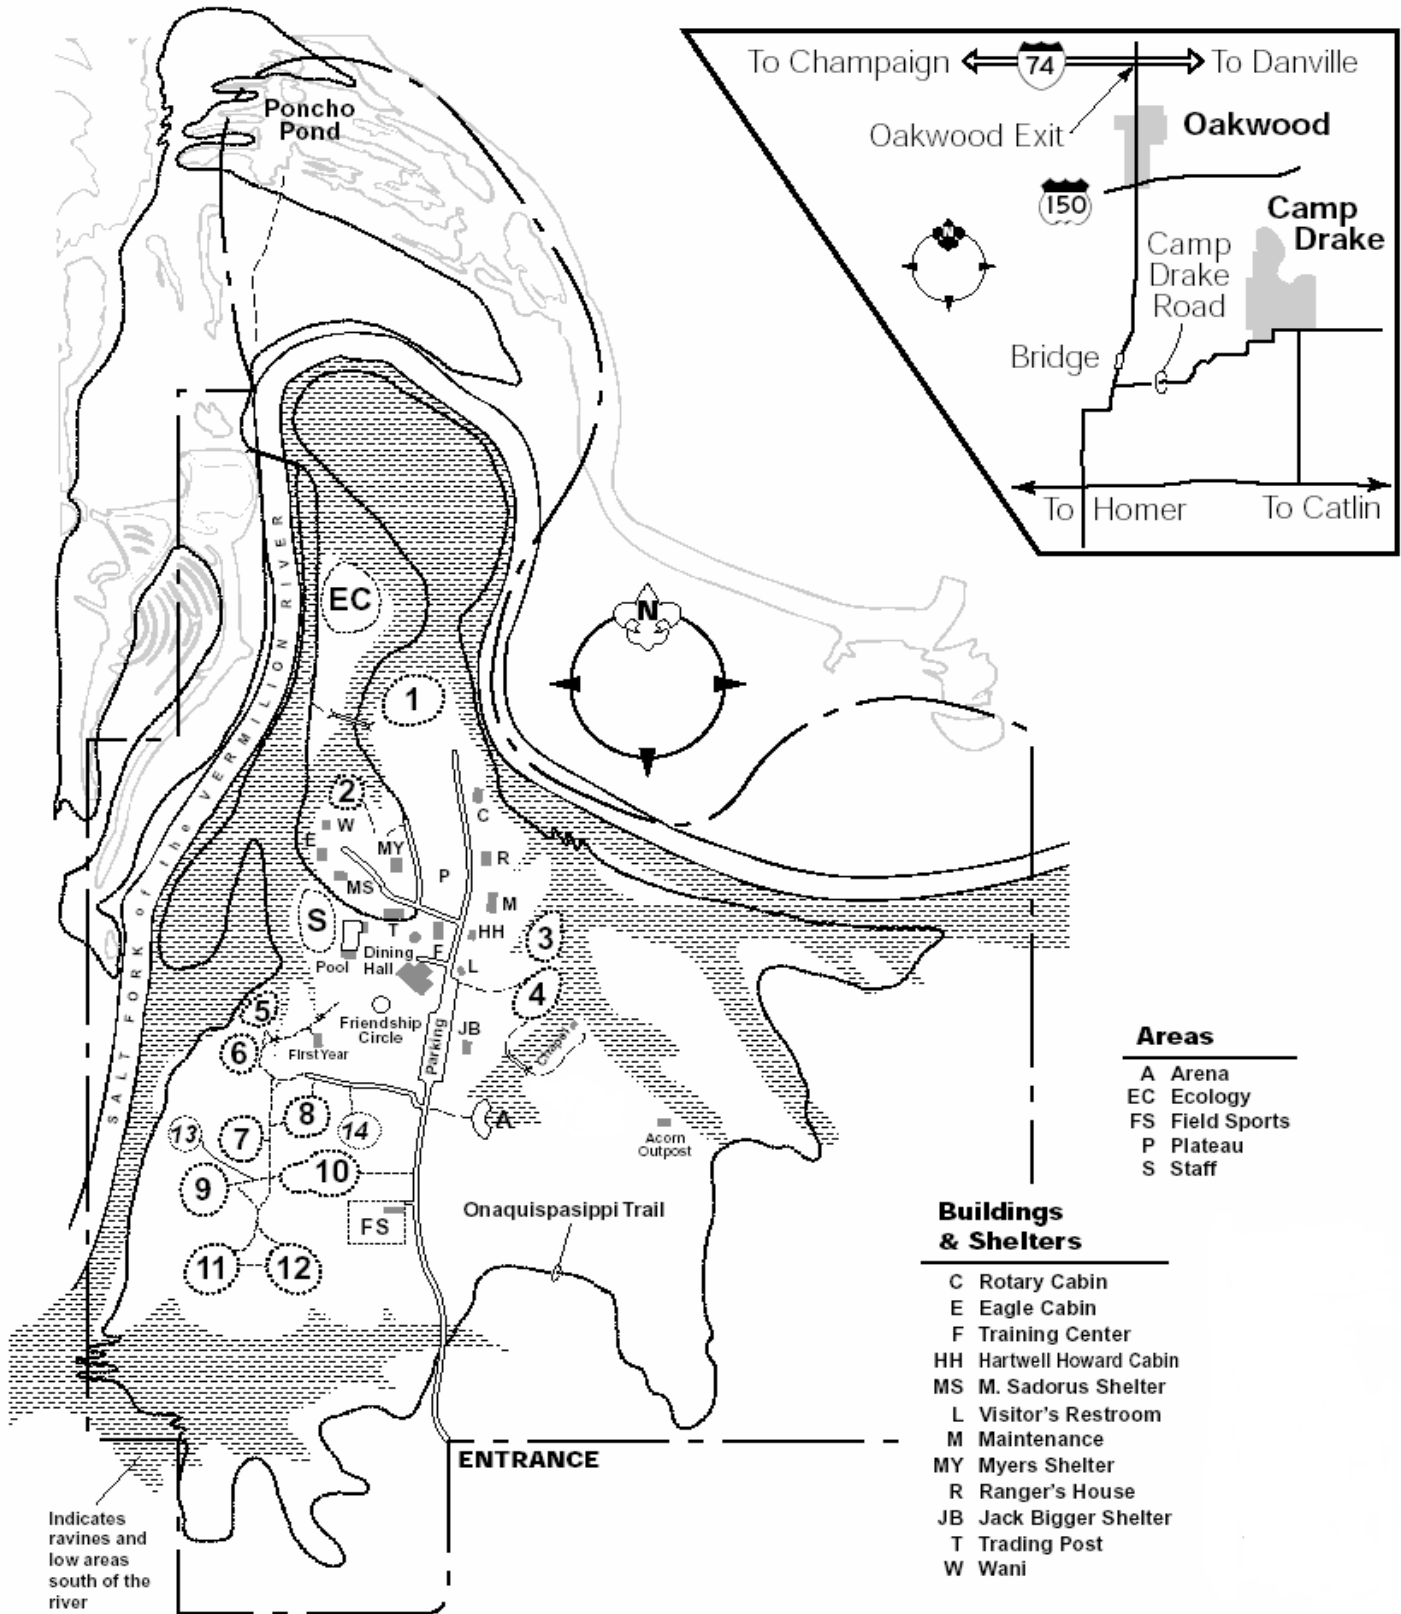 Poncho
Pond
To Champaign
74
To Danville
Oakwood Exit
Oakwood
150
N
Camp
Drake
Camp
Drake
Road
Bridge
To Homer
To Catlin
SALT FORK of the VERMILION RIVER
EC
N
1
2
W
C
E
MY
R
P
MS
M
S
T
HH
3
F
Dining
Hall
Pool
L
4
5
Friendship
Circle
JB
Parking
Chapel
6
First Year
8
A
13
7
14
Acorn
Outpost
10
9
FS
Onaquispasippi Trail
11
12
ENTRANCE
Indicates
ravines and
low areas
south of the
river
Areas
A Arena
EC Ecology
FS Field Sports
P Plateau
S Staff
Buildings
& Shelters
C Rotary Cabin
E Eagle Cabin
F Training Center
HH Hartwell Howard Cabin
MS M. Sadorus Shelter
L Visitor's Restroom
M Maintenance
MY Myers Shelter
R Ranger's House
JB Jack Bigger Shelter
T Trading Post
W Wani